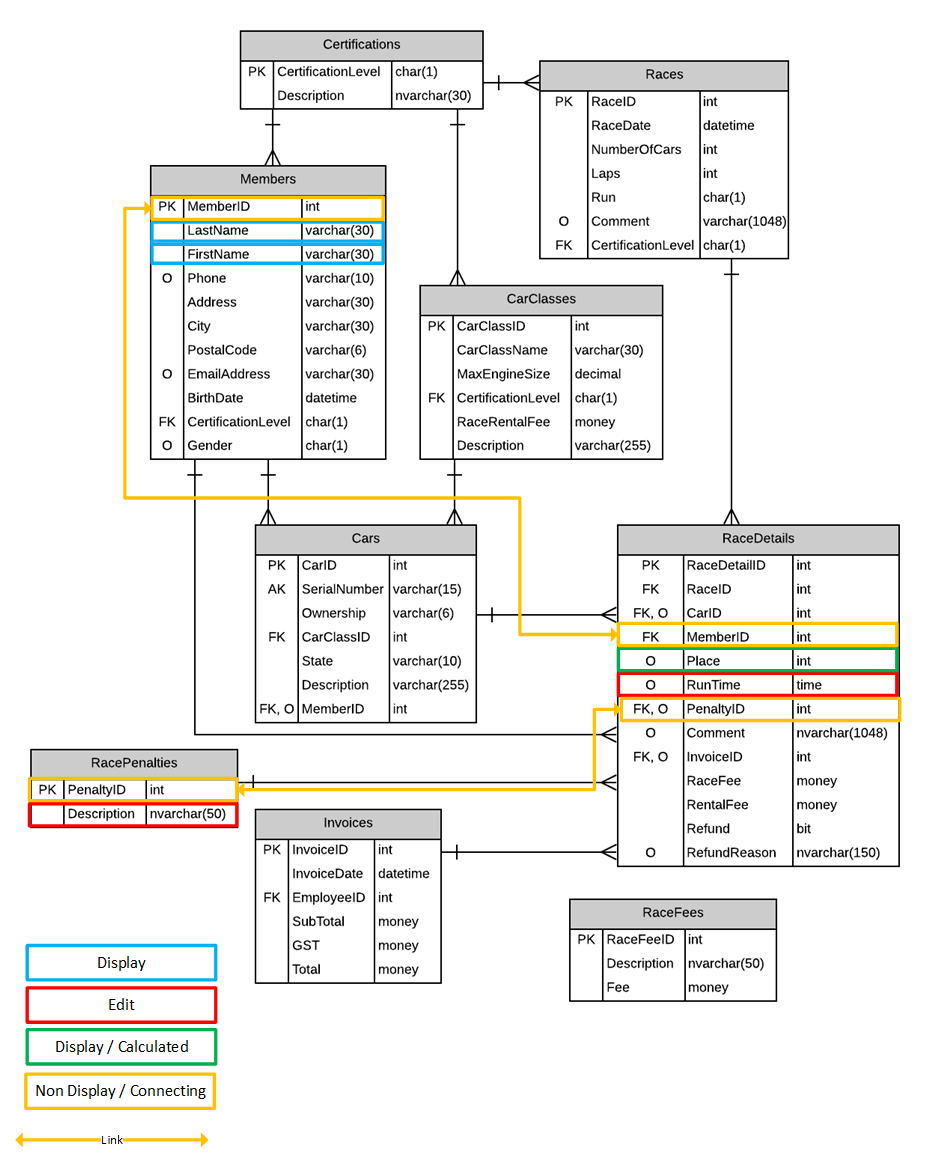 Certifications
PK CertificationLevel char(1)
Description nvarchar(30)
Races
PK RaceID int
RaceDate datetime
NumberOfCars int
Laps int
Run char(1)
O Comment varchar(1048)
FK CertificationLevel char(1)
Members
PK MemberID int
LastName varchar(30)
FirstName varchar(30)
O Phone varchar(10)
Address varchar(30)
City varchar(30)
PostalCode varchar(6)
O EmailAddress varchar(30)
BirthDate datetime
FK CertificationLevel char(1)
O Gender char(1)
CarClasses
PK CarClassID int
CarClassName varchar(30)
MaxEngineSize decimal
FK CertificationLevel char(1)
RaceRentalFee money
Description varchar(255)
Cars
PK CarID int
AK SerialNumber varchar(15)
Ownership varchar(6)
FK CarClassID int
State varchar(10)
Description varchar(255)
FK, O MemberID int
RaceDetails
PK RaceDetailID int
FK RaceID int
FK, O CarID int
FK MemberID int
O Place int
O RunTime time
FK, O PenaltyID int
O Comment nvarchar(1048)
FK, O InvoiceID int
RaceFee money
RentalFee money
Refund bit
O RefundReason nvarchar(150)
RacePenalties
PK PenaltyID int
Description nvarchar(50)
Invoices
PK InvoiceID int
InvoiceDate datetime
FK EmployeeID int
SubTotal money
GST money
Total money
RaceFees
PK RaceFeeID int
Description nvarchar(50)
Fee money
Display
Edit
Display / Calculated
Non Display / Connecting
Link